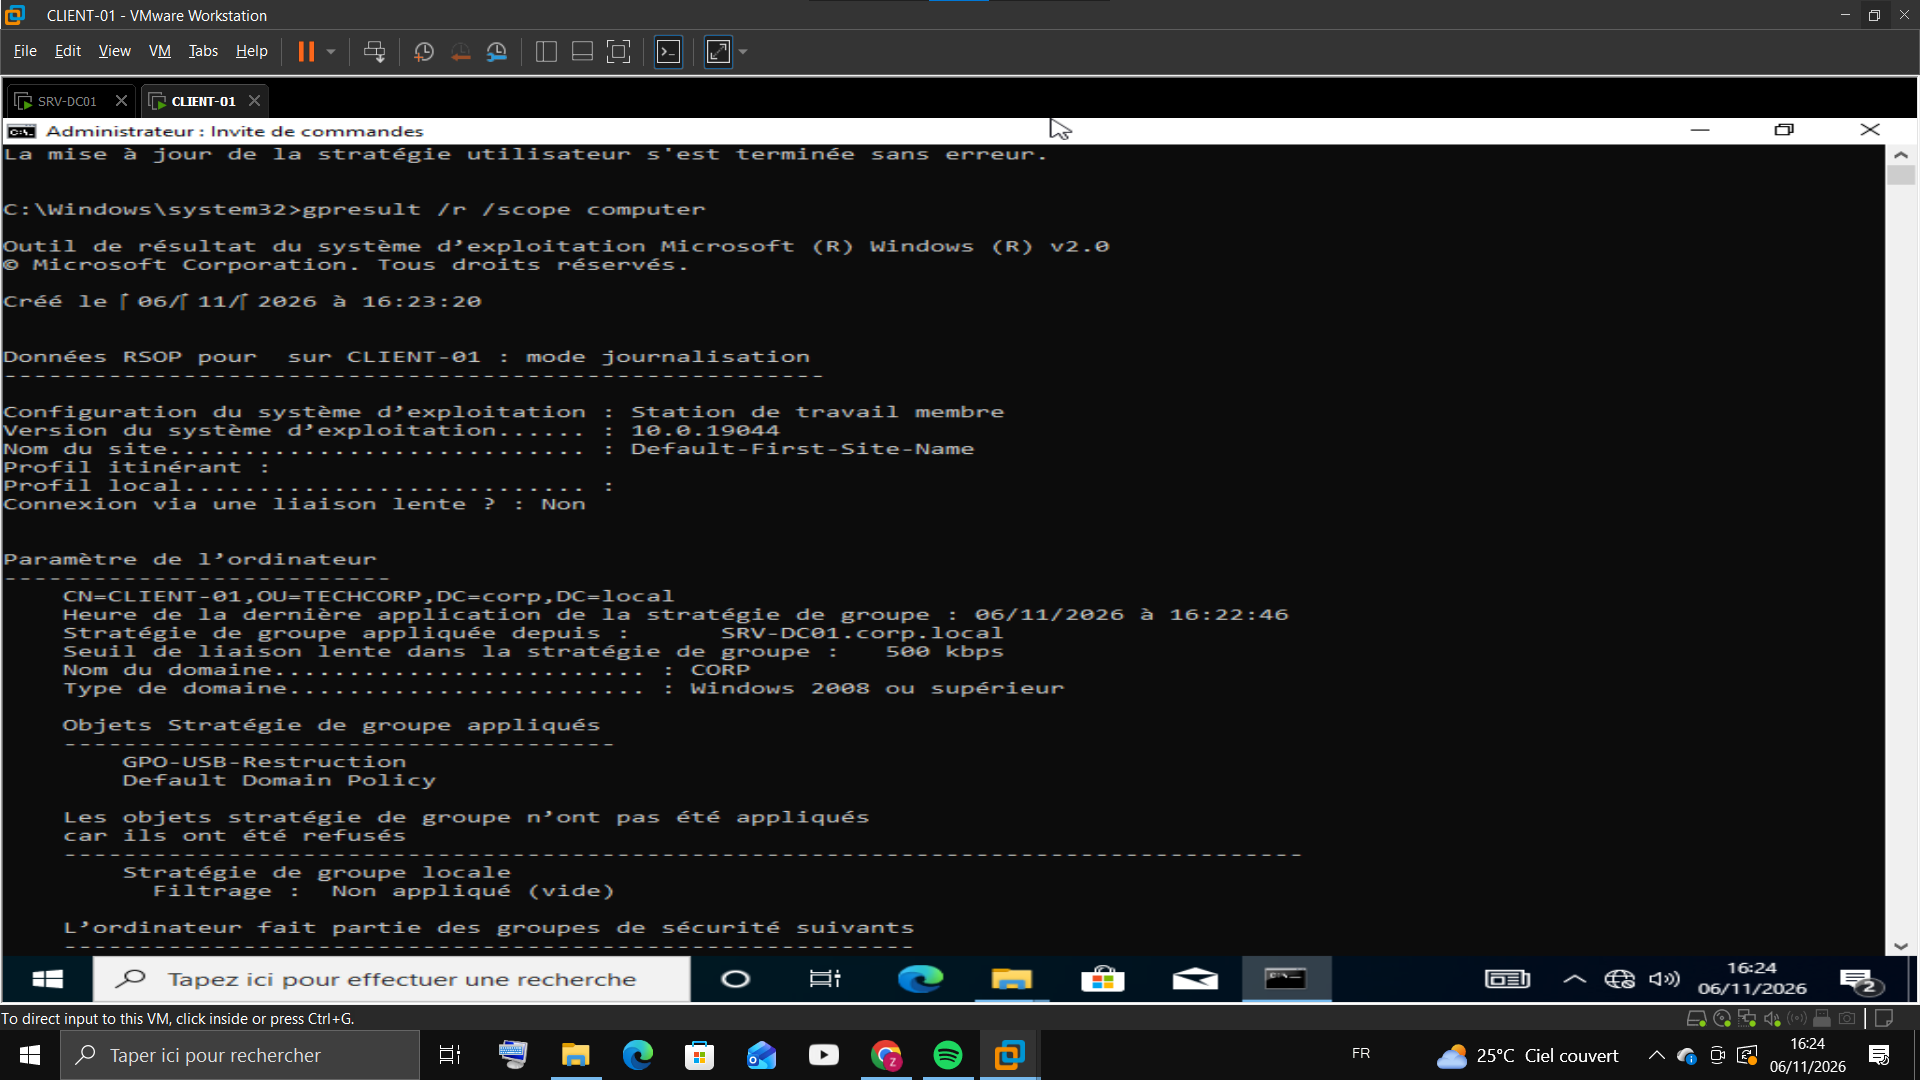 CLIENT-01 - VMware Workstation
File Edit View VM Tabs Help
SRV-DC01 CLIENT-01
Administrateur : Invite de commandes
La mise à jour de la stratégie utilisateur s'est terminée sans erreur.
C:\Windows\system32>gpresult /r /scope computer
Outil de résultat du système d'exploitation Microsoft (R) Windows (R) v2.0
© Microsoft Corporation. Tous droits réservés.
Créé le 06/ 11/ 2026 à 16:23:20
Données RSOP pour  sur CLIENT-01 : mode journalisation
-------------------------------------------------------
Configuration du système d'exploitation : Station de travail membre
Version du système d'exploitation...... : 10.0.19044
Nom du site............................ : Default-First-Site-Name
Profil itinérant :
Profil local........................... :
Connexion via une liaison lente ? : Non
Paramètre de l'ordinateur
--------------------------
CN=CLIENT-01,OU=TECHCORP,DC=corp,DC=local
Heure de la dernière application de la stratégie de groupe : 06/11/2026 à 16:22:46
Stratégie de groupe appliquée depuis :      SRV-DC01.corp.local
Seuil de liaison lente dans la stratégie de groupe :   500 kbps
Nom du domaine......................... : CORP
Type de domaine........................ : Windows 2008 ou supérieur
Objets Stratégie de groupe appliqués
-------------------------------------
GPO-USB-Restruction
Default Domain Policy
Les objets stratégie de groupe n'ont pas été appliqués
car ils ont été refusés
-----------------------------------------------------------------------------------
Stratégie de groupe locale
Filtrage :  Non appliqué (vide)
L'ordinateur fait partie des groupes de sécurité suivants
---------------------------------------------------------
Tapez ici pour effectuer une recherche
16:24
06/11/2026
2
To direct input to this VM, click inside or press Ctrl+G.
Taper ici pour rechercher
FR
25°C Ciel couvert
16:24
06/11/2026